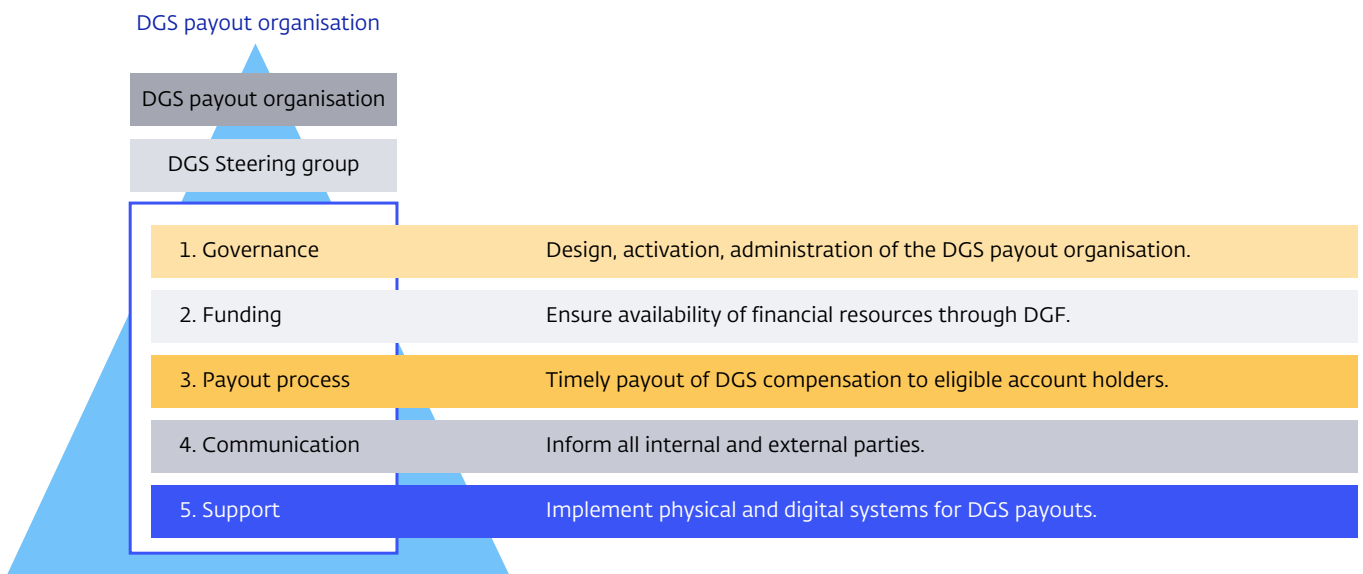 DGS payout organisation
DGS payout organisation
DGS Steering group
1. Governance Design, activation, administration of the DGS payout organisation.
2. Funding Ensure availability of financial resources through DGF.
3. Payout process Timely payout of DGS compensation to eligible account holders.
4. Communication Inform all internal and external parties.
5. Support Implement physical and digital systems for DGS payouts.